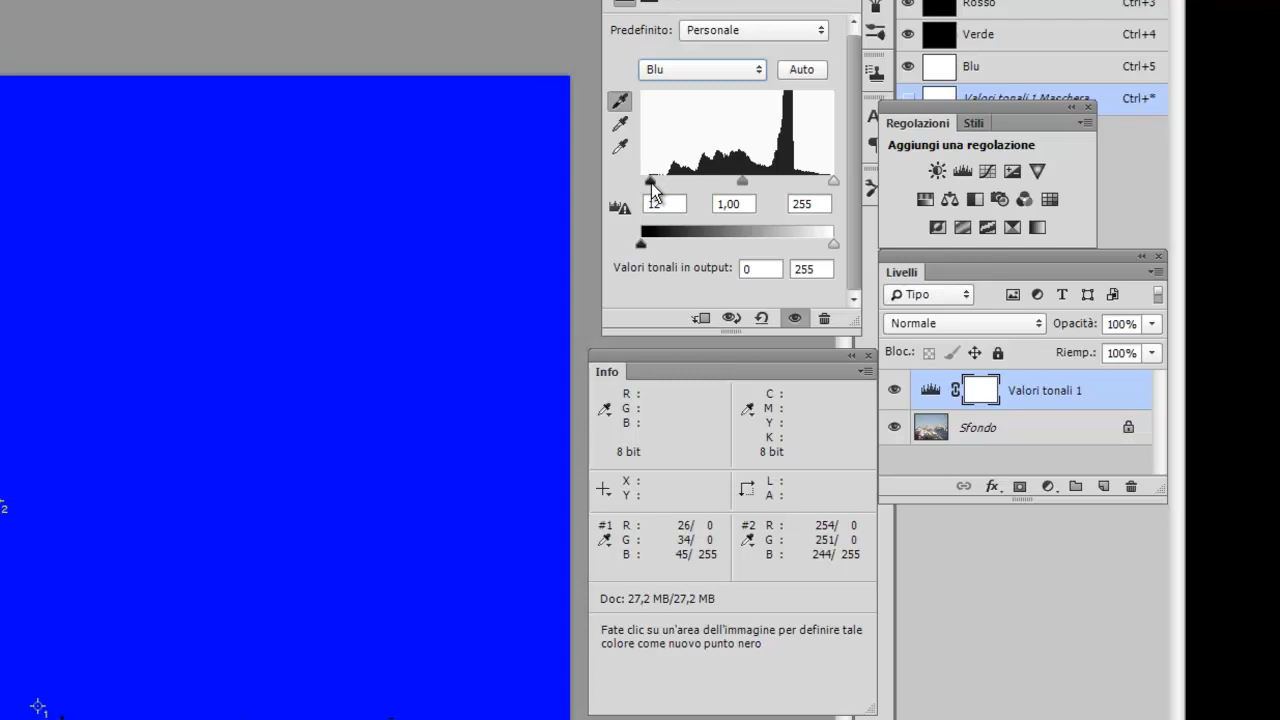 Rosso Ctrl+3
Predefinito: Personale
Verde Ctrl+4
Blu Ctrl+5
Blu Auto
Valori tonali 1 Maschera Ctrl+*
Regolazioni Stili
Aggiungi una regolazione
12 1,00 255
Valori tonali in output: 0 255
Livelli
Tipo
Normale Opacità: 100%
Bloc.: Riemp.: 100%
Info
R : C :
G : M :
B : Y :
K :
8 bit 8 bit
Valori tonali 1
Sfondo
X : L :
Y : A :
#1 R : 26/ 0 #2 R : 254/ 0
G : 34/ 0 G : 251/ 0
B : 45/ 255 B : 244/ 255
Doc: 27,2 MB/27,2 MB
Fate clic su un'area dell'immagine per definire tale
colore come nuovo punto nero
2
1